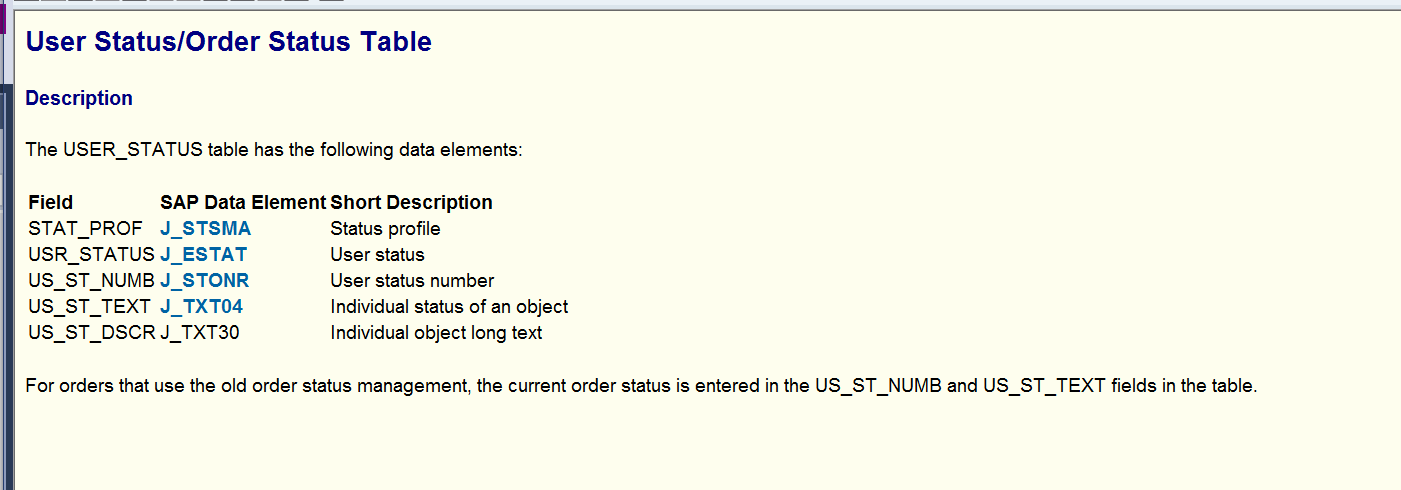 User Status/Order Status Table
Description
The USER_STATUS table has the following data elements:
Field SAP Data Element Short Description
STAT_PROF J_STSMA Status profile
USR_STATUS J_ESTAT User status
US_ST_NUMB J_STONR User status number
US_ST_TEXT J_TXT04 Individual status of an object
US_ST_DSCR J_TXT30 Individual object long text
For orders that use the old order status management, the current order status is entered in the US_ST_NUMB and US_ST_TEXT fields in the table.